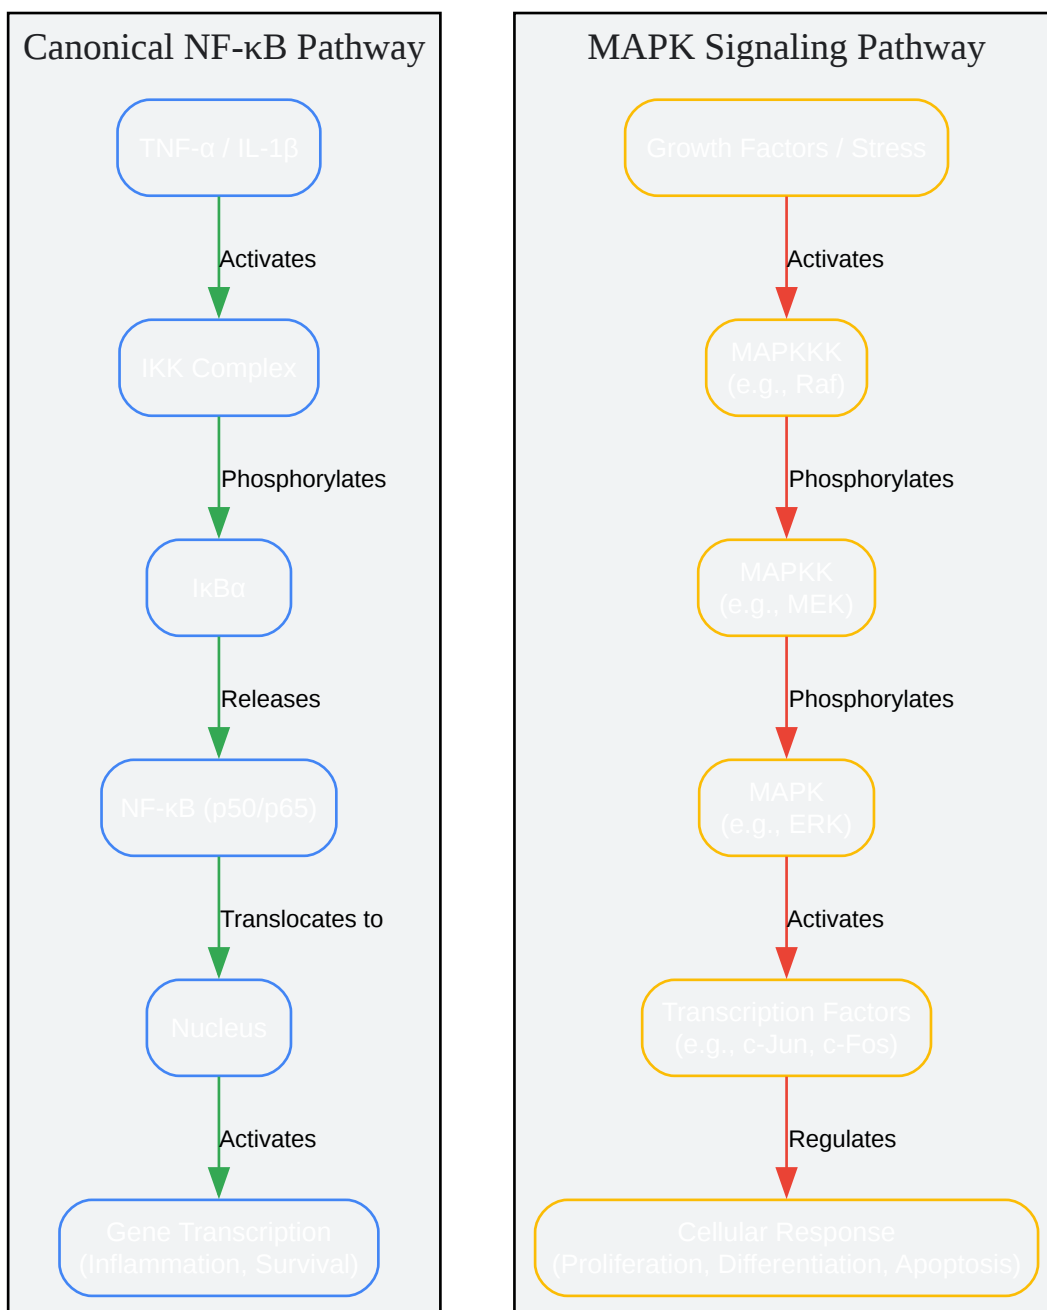 Canonical NF-κB Pathway
TNF-α / IL-1β
Activates
IKK Complex
Phosphorylates
IκBα
Releases
NF-κB (p50/p65)
Translocates to
Nucleus
Activates
Gene Transcription
(Inflammation, Survival)
MAPK Signaling Pathway
Growth Factors / Stress
Activates
MAPKKK
(e.g., Raf)
Phosphorylates
MAPKK
(e.g., MEK)
Phosphorylates
MAPK
(e.g., ERK)
Activates
Transcription Factors
(e.g., c-Jun, c-Fos)
Regulates
Cellular Response
(Proliferation, Differentiation, Apoptosis)